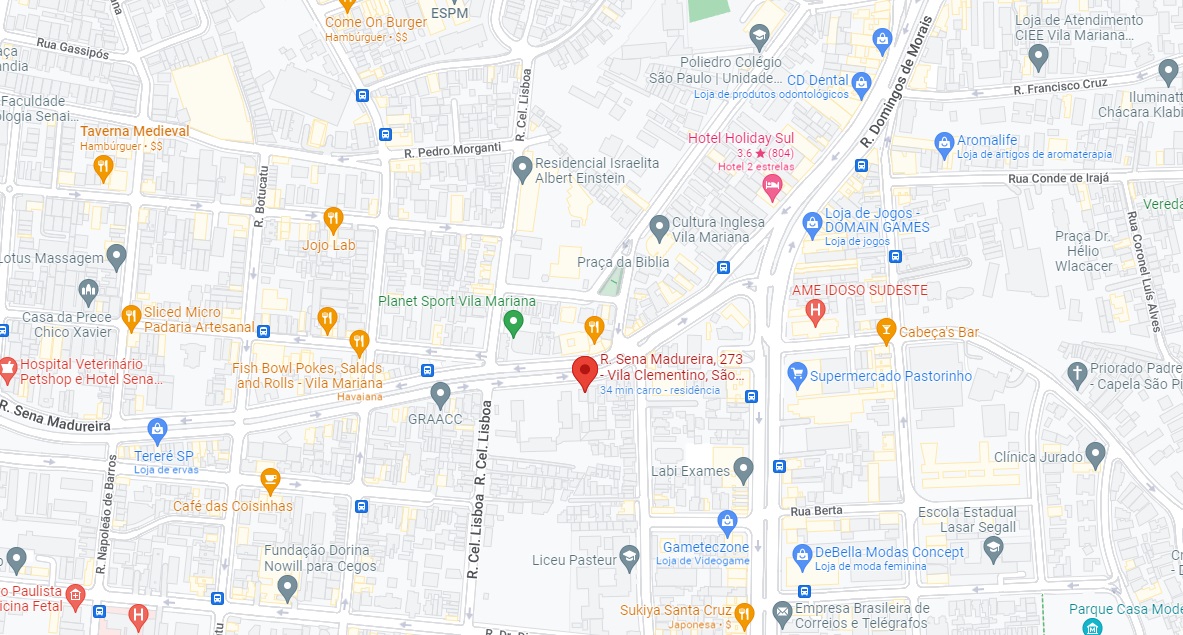 ESPM
Come On Burger
Hambúrguer • $$
Rua Gassipós
R. Cel. Lisboa
Poliedro Colégio
São Paulo | Unidade...
CD Dental
Loja de produtos odontológicos
R. Domingos de Morais
Loja de Atendimento
CIEE Vila Mariana...
R. Francisco Cruz
Iluminatt
Chácara Klabi
Faculdade
ologia Senai...
Taverna Medieval
Hambúrguer • $$
R. Pedro Morganti
Hotel Holiday Sul
3.6 ★ (804)
Hotel 2 estrelas
Aromalife
Loja de artigos de aromaterapia
Residencial Israelita
Albert Einstein
Rua Conde de Irajá
R. Botucatu
Jojo Lab
Cultura Inglesa
Vila Mariana
Loja de Jogos -
DOMAIN GAMES
Loja de jogos
Vereda
Praça Dr.
Hélio
Wlacacer
Rua Coronel Luís Alves
Lotus Massagem
Praça da Biblia
Casa da Prece
Chico Xavier
Planet Sport Vila Mariana
AME IDOSO SUDESTE
Sliced Micro
Padaria Artesanal
Cabeça's Bar
Hospital Veterinário
Petshop e Hotel Sena...
Fish Bowl Pokes, Salads
and Rolls - Vila Mariana
Havaiana
R. Sena Madureira, 273
- Vila Clementino, São...
34 min carro - residência
Supermercado Pastorinho
Priorado Padre
- Capela São Pi
GRAACC
R. Sena Madureira
R. Cel. Lisboa
R. Cel. Lisboa
Tereré SP
Loja de ervas
Labi Exames
Clínica Jurado
R. Napoleão de Barros
Café das Coisinhas
Rua Berta
Escola Estadual
Lasar Segall
Fundação Dorina
Nowill para Cegos
Liceu Pasteur
Gameteczone
Loja de Videogame
DeBella Modas Concept
Loja de moda feminina
o Paulista
icina Fetal
Sukiya Santa Cruz
Japonesa • $
Empresa Brasileira de
Correios e Telégrafos
Parque Casa Mode